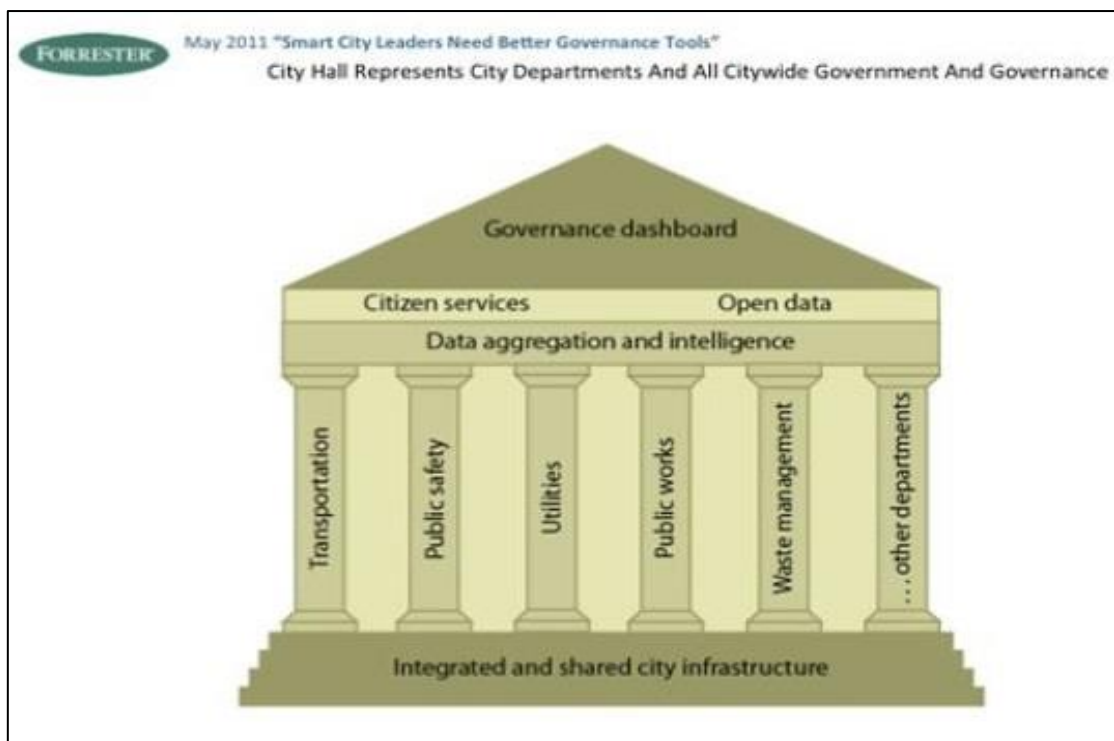 FORRESTER
May 2011 "Smart City Leaders Need Better Governance Tools"
City Hall Represents City Departments And All Citywide Government And Governance
Governance dashboard
Citizen services Open data
Data aggregation and intelligence
Transportation
Public safety
Utilities
Public works
Waste management
...other departments
Integrated and shared city infrastructure